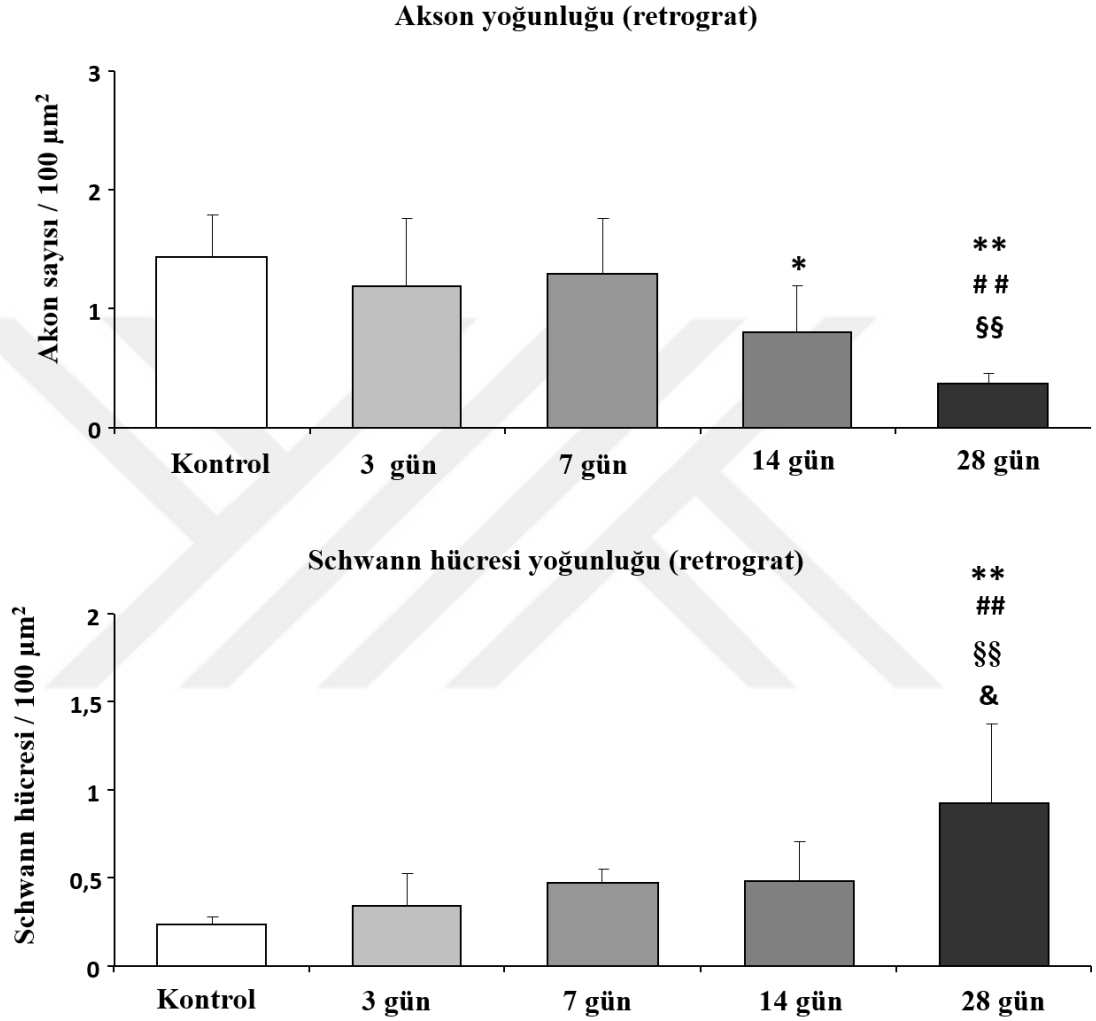 Akson yoğunluğu (retrograt)
Akon sayısı / 100 µm²
3
2
1
0
*
**
# #
§§
Kontrol 3 gün 7 gün 14 gün 28 gün
Schwann hücresi yoğunluğu (retrograt)
Schwann hücresi / 100 µm²
2
1,5
1
0,5
0
**
##
§§
&
Kontrol 3 gün 7 gün 14 gün 28 gün